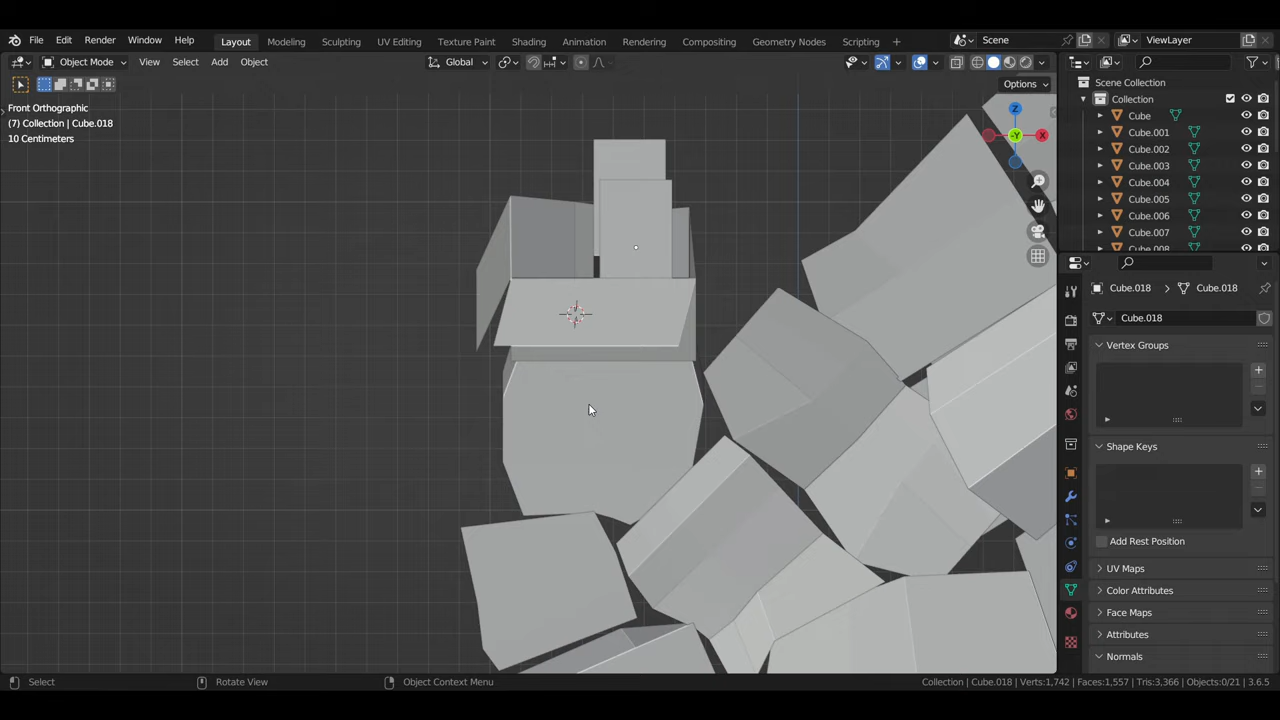 File Edit Render Window Help Layout Modeling Sculpting UV Editing Texture Paint Shading Animation Rendering Compositing Geometry Nodes Scripting + Scene ViewLayer
Object Mode View Select Add Object Global
Options
Front Orthographic
(7) Collection | Cube.018
10 Centimeters
Z
-Y
X
Scene Collection
Collection
Cube
Cube.001
Cube.002
Cube.003
Cube.004
Cube.005
Cube.006
Cube.007
Cube.008
Cube.018 Cube.018
Cube.018
Vertex Groups
Shape Keys
Add Rest Position
UV Maps
Color Attributes
Face Maps
Attributes
Normals
Select Rotate View Object Context Menu Collection | Cube.018 | Verts:1,742 | Faces:1,557 | Tris:3,366 | Objects:0/21 | 3.6.5